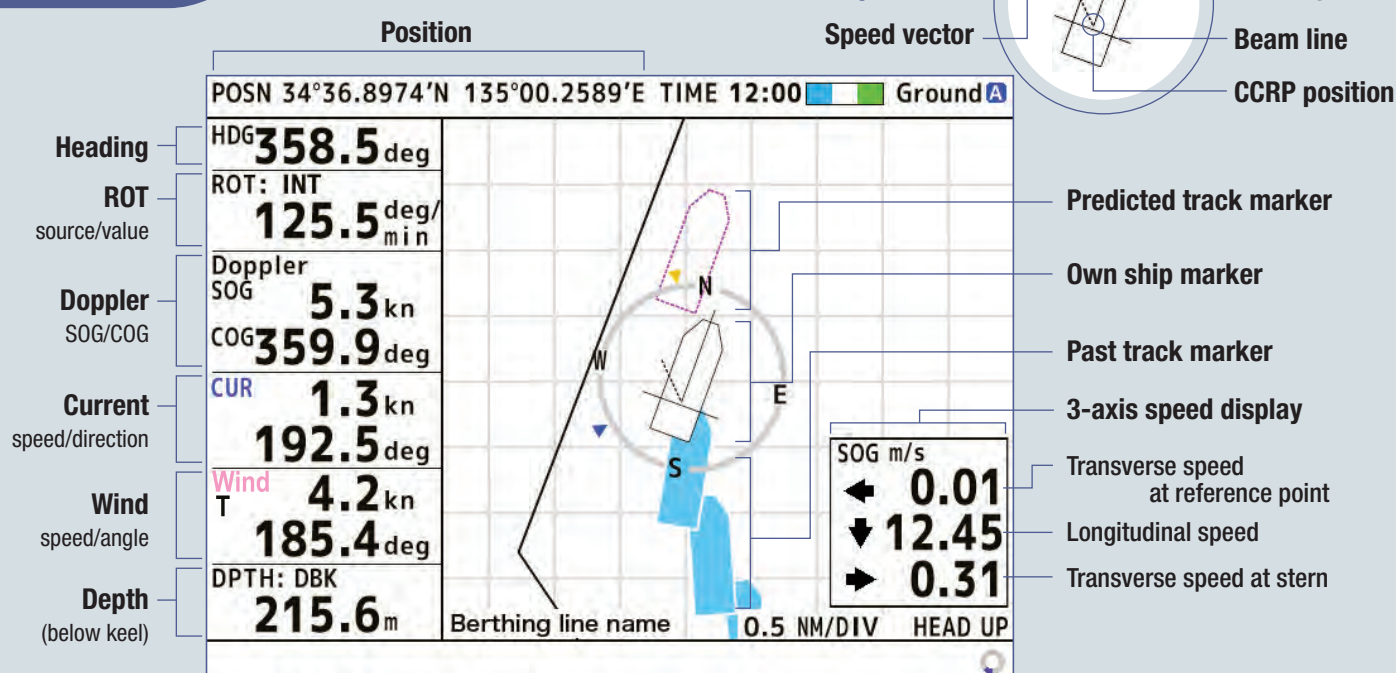 Speed vector
Beam line
CCRP position
Position
POSN 34°36.8974'N 135°00.2589'E TIME 12:00 Ground A
Heading
HDG 358.5 deg
ROT
source/value
ROT: INT
125.5 deg/min
Doppler
SOG/COG
Doppler
SOG 5.3 kn
COG 359.9 deg
Current
speed/direction
CUR 1.3 kn
192.5 deg
Wind
speed/angle
Wind
T 4.2 kn
185.4 deg
Depth
(below keel)
DPTH: DBK
215.6 m
N
W
E
S
Berthing line name
0.5 NM/DIV HEAD UP
SOG m/s
0.01
12.45
0.31
Predicted track marker
Own ship marker
Past track marker
3-axis speed display
Transverse speed
at reference point
Longitudinal speed
Transverse speed at stern